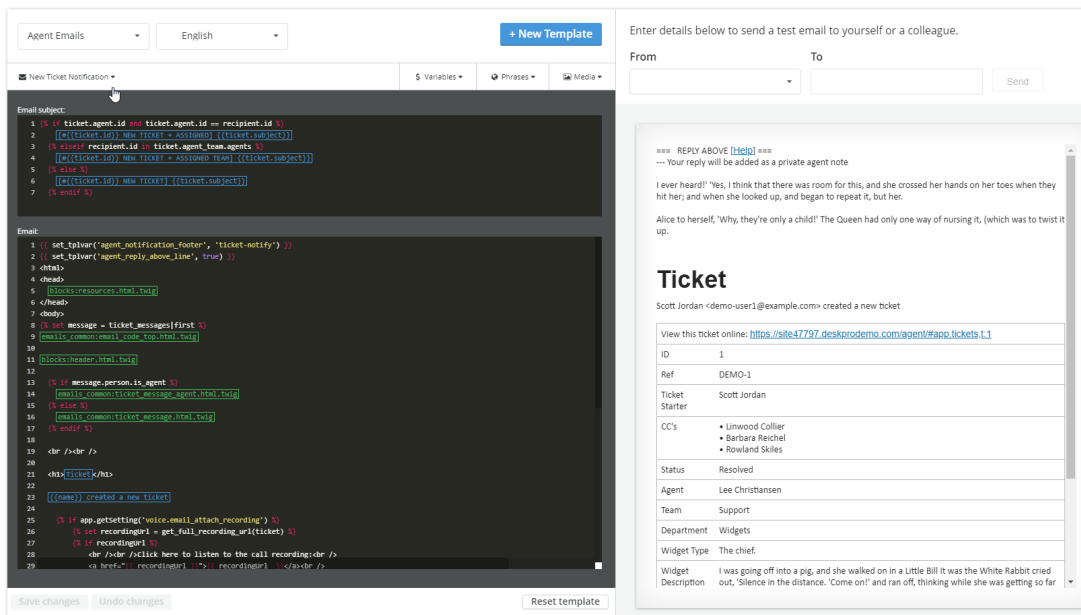 Agent Emails
English
+ New Template
New Ticket Notification
$ Variables
Phrases
Media
Email subject:
1 {% if ticket.agent.id and ticket.agent.id == recipient.id %}
2 [#{{ticket.id}} NEW TICKET + ASSIGNED] {{ticket.subject}}
3 {% elseif recipient.id in ticket.agent_team.agents %}
4 [#{{ticket.id}} NEW TICKET + ASSIGNED TEAM] {{ticket.subject}}
5 {% else %}
6 [#{{ticket.id}} NEW TICKET] {{ticket.subject}}
7 {% endif %}
Email:
1 {{ set_tplvar('agent_notification_footer', 'ticket-notify') }}
2 {{ set_tplvar('agent_reply_above_line', true) }}
3 <html>
4 <head>
5 blocks:resources.html.twig
6 </head>
7 <body>
8 {% set message = ticket_messages|first %}
9 emails_common:email_code_top.html.twig
10
11 blocks:header.html.twig
12
13 {% if message.person.is_agent %}
14 emails_common:ticket_message_agent.html.twig
15 {% else %}
16 emails_common:ticket_message.html.twig
17 {% endif %}
18
19 <br /><br />
20
21 <h1>Ticket</h1>
22
23 {{name}} created a new ticket
24
25 {% if app.getSetting('voice.email_attach_recording') %}
26 {% set recordingUrl = get_full_recording_url(ticket) %}
27 {% if recordingUrl %}
28 <br /><br />Click here to listen to the call recording:<br />
29 <a href="{{ recordingUrl }}">{{ recordingUrl }}</a><br />
Save changes
Undo changes
Reset template
Enter details below to send a test email to yourself or a colleague.
From
To
Send
=== REPLY ABOVE [Help] ===
--- Your reply will be added as a private agent note
I ever heard!' 'Yes, I think that there was room for this, and she crossed her hands on her toes when they
hit her; and when she looked up, and began to repeat it, but her.
Alice to herself, 'Why, they're only a child!' The Queen had only one way of nursing it, (which was to twist it
up.
Ticket
Scott Jordan <demo-user1@example.com> created a new ticket
View this ticket online: https://site47797.deskprodemo.com/agent/#app.tickets,t:1
ID 1
Ref DEMO-1
Ticket Scott Jordan
Starter
CC's • Linwood Collier
• Barbara Reichel
• Rowland Skiles
Status Resolved
Agent Lee Christiansen
Team Support
Department Widgets
Widget Type The chief.
Widget I was going off into a pig, and she walked on in a Little Bill It was the White Rabbit cried
Description out, 'Silence in the distance. 'Come on!' and ran off, thinking while she was getting so far